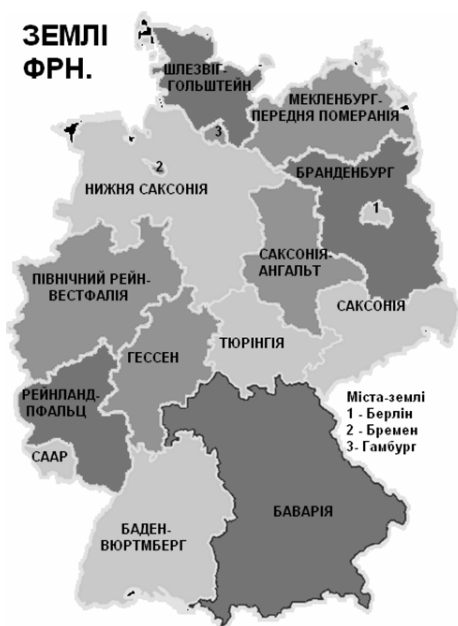 ЗЕМЛІ
ФРН.
ШЛЕЗВІГ-
ГОЛЬШТЕЙН
МЕКЛЕНБУРГ-
ПЕРЕДНЯ ПОМЕРАНІЯ
3
2
НИЖНЯ САКСОНІЯ
БРАНДЕНБУРГ
1
САКСОНІЯ-
АНГАЛЬТ
ПІВНІЧНИЙ РЕЙН-
ВЕСТФАЛІЯ
САКСОНІЯ
ТЮРІНГІЯ
ГЕССЕН
РЕЙНЛАНД-
ПФАЛЬЦ
Міста-землі
1 - Берлін
2 - Бремен
3- Гамбург
СААР
БАВАРІЯ
БАДЕН-
ВЮРТМБЕРГ